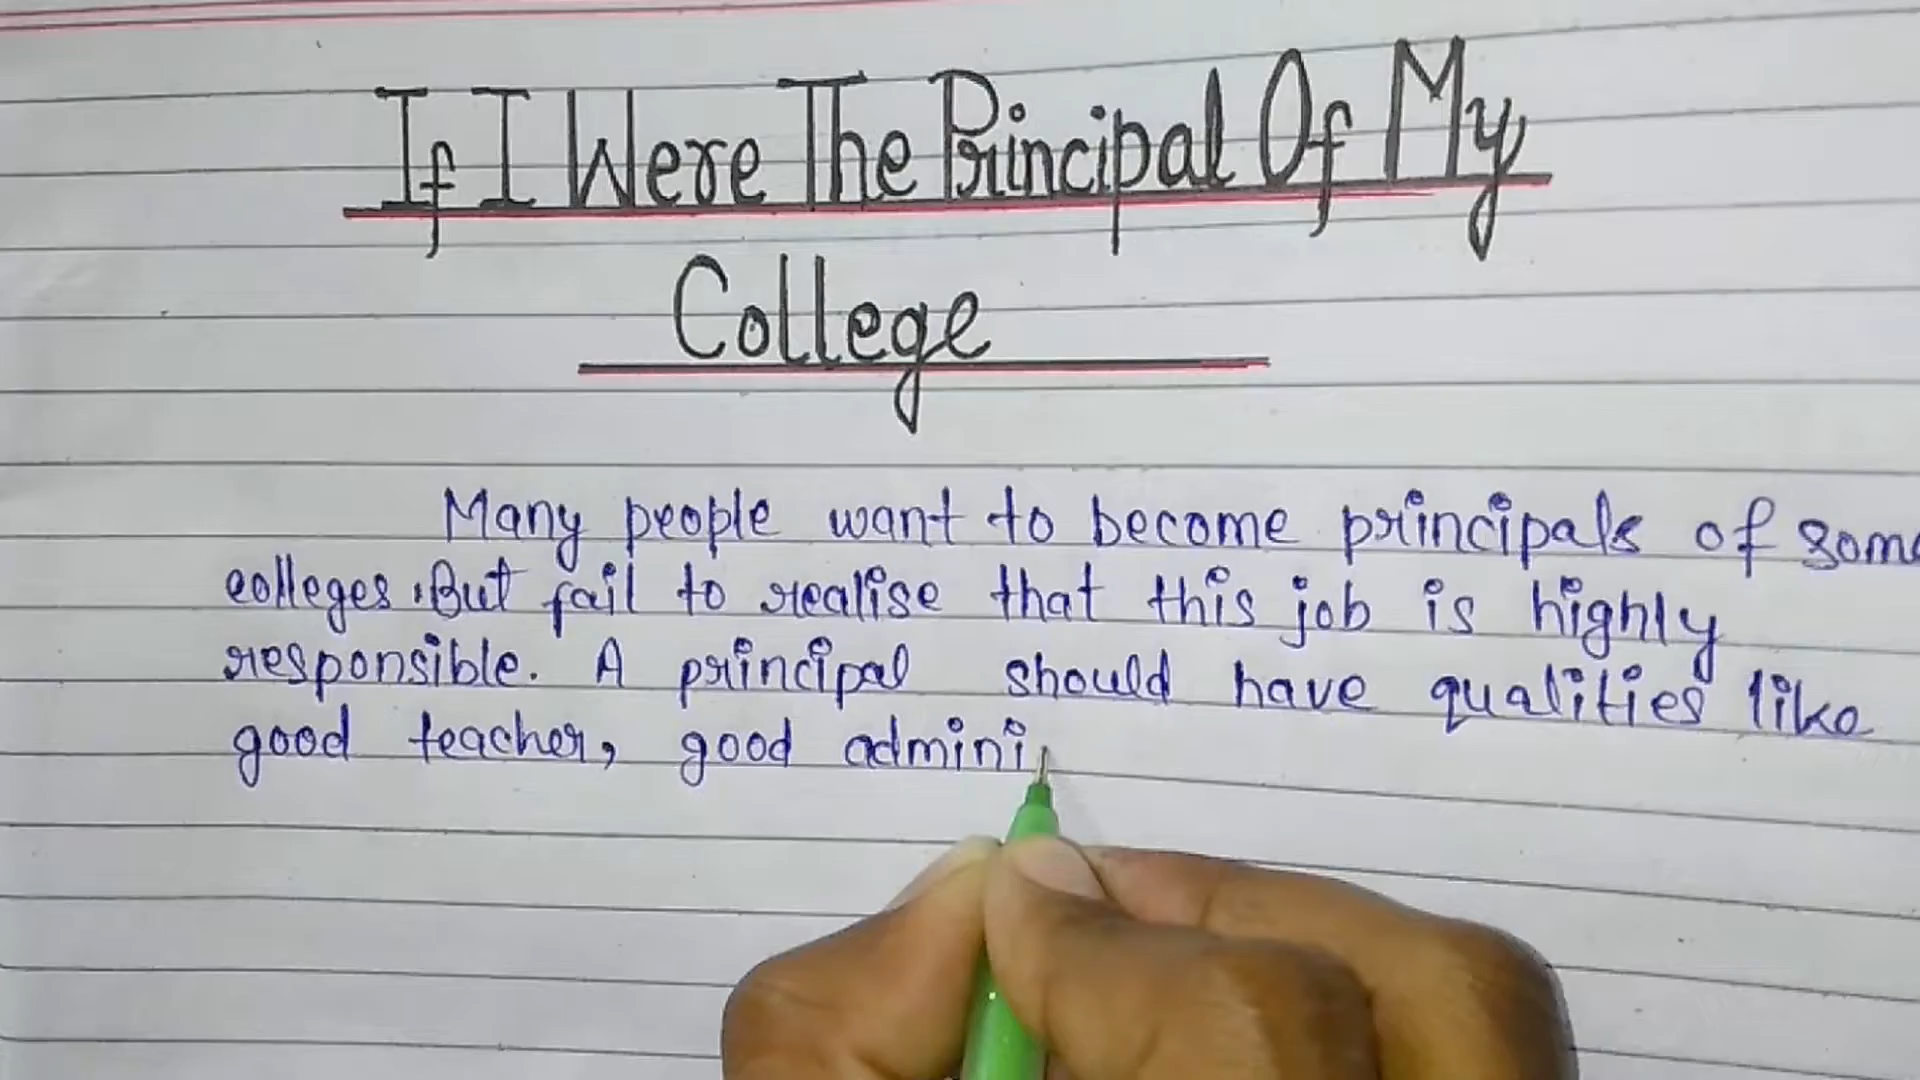 If I Were The Principal Of My
College
Many people want to become principals of some
colleges. But fail to realise that this job is highly
responsible. A principal should have qualities like
good teacher, good admini